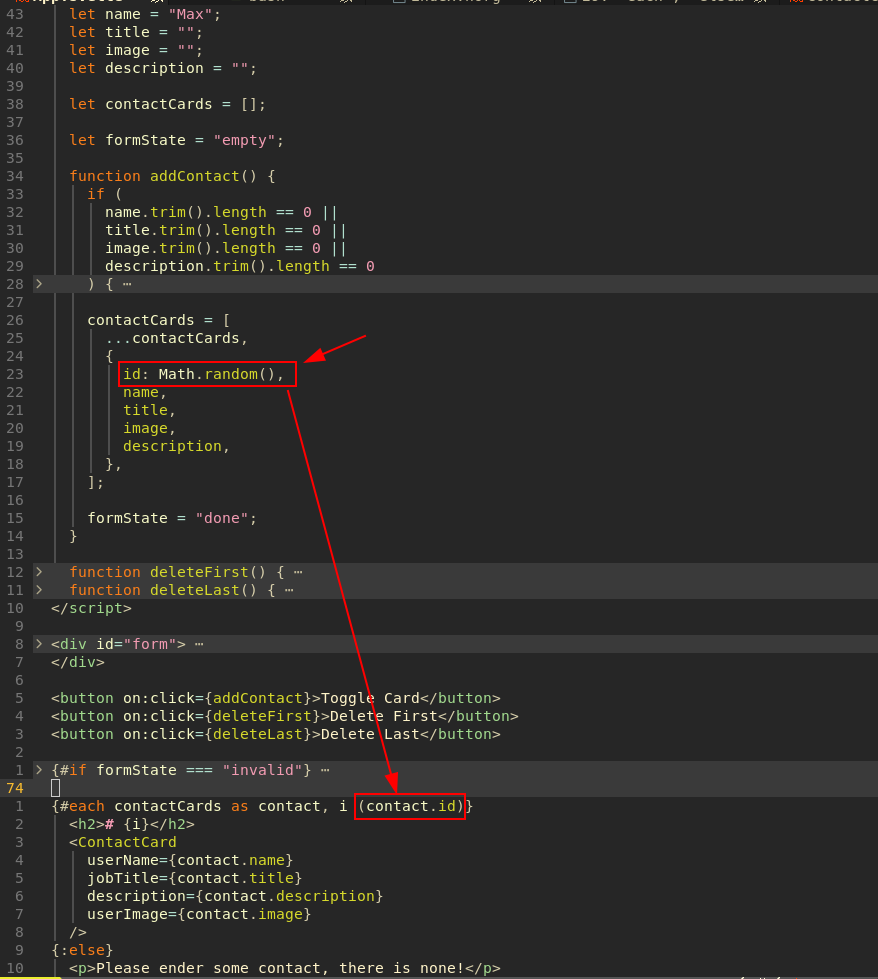 43 let name = "Max";
42 let title = "";
41 let image = "";
40 let description = "";
39
38 let contactCards = [];
37
36 let formState = "empty";
35
34 function addContact() {
33 if (
32 name.trim().length == 0 ||
31 title.trim().length == 0 ||
30 image.trim().length == 0 ||
29 description.trim().length == 0
28 > ) { ⋯
27
26 contactCards = [
25 ...contactCards,
24 {
23 id: Math.random(),
22 name,
21 title,
20 image,
19 description,
18 },
17 ];
16
15 formState = "done";
14 }
13
12 > function deleteFirst() { ⋯
11 > function deleteLast() { ⋯
10 </script>
9
8 > <div id="form"> ⋯
7 </div>
6
5 <button on:click={addContact}>Toggle Card</button>
4 <button on:click={deleteFirst}>Delete First</button>
3 <button on:click={deleteLast}>Delete Last</button>
2
1 > {#if formState === "invalid"} ⋯
74
1 {#each contactCards as contact, i (contact.id)}
2 <h2># {i}</h2>
3 <ContactCard
4 userName={contact.name}
5 jobTitle={contact.title}
6 description={contact.description}
7 userImage={contact.image}
8 />
9 {:else}
10 <p>Please ender some contact, there is none!</p>